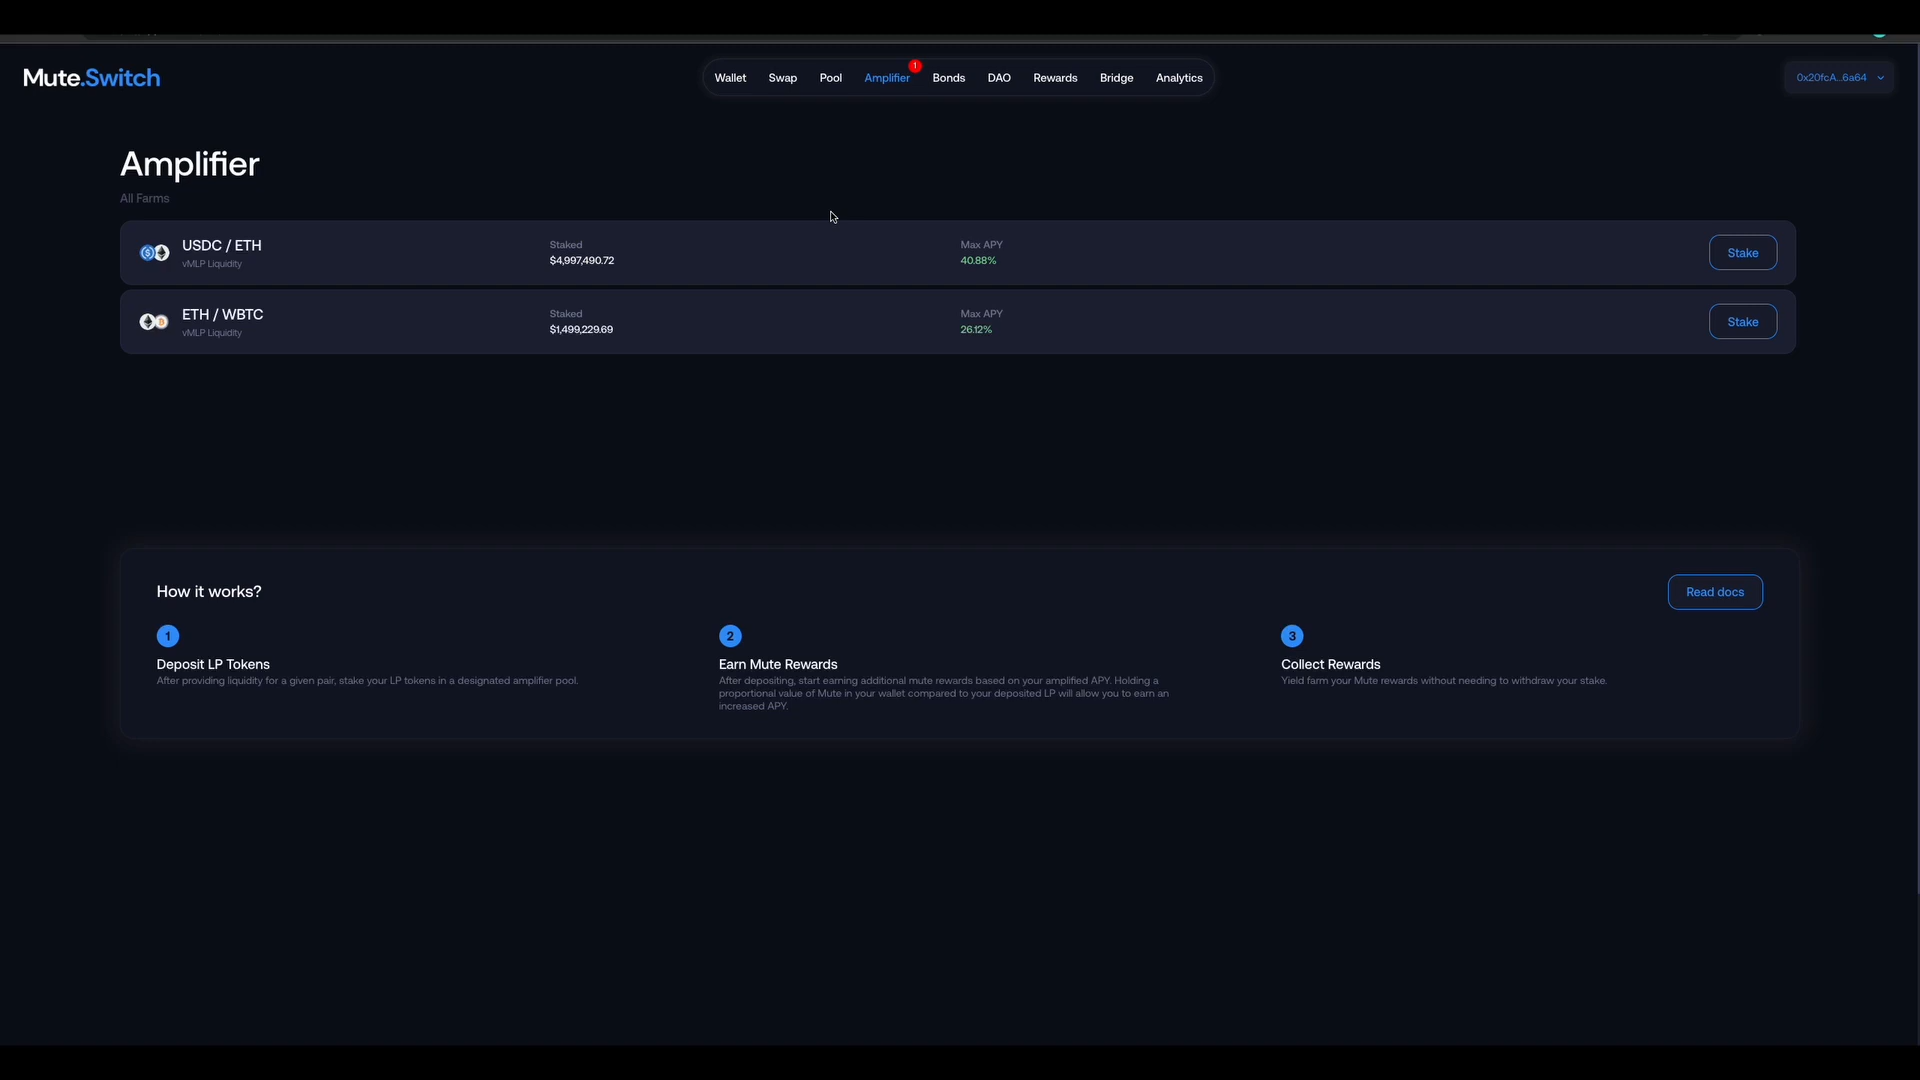 Mute.Switch
Wallet Swap Pool Amplifier 1 Bonds DAO Rewards Bridge Analytics
0x20fcA...6a64
Amplifier
All Farms
USDC / ETH
vMLP Liquidity
Staked
$4,997,490.72
Max APY
40.88%
Stake
ETH / WBTC
vMLP Liquidity
Staked
$1,499,229.69
Max APY
26.12%
Stake
How it works?
Read docs
1
Deposit LP Tokens
After providing liquidity for a given pair, stake your LP tokens in a designated amplifier pool.
2
Earn Mute Rewards
After depositing, start earning additional mute rewards based on your amplified APY. Holding a
proportional value of Mute in your wallet compared to your deposited LP will allow you to earn an
increased APY.
3
Collect Rewards
Yield farm your Mute rewards without needing to withdraw your stake.